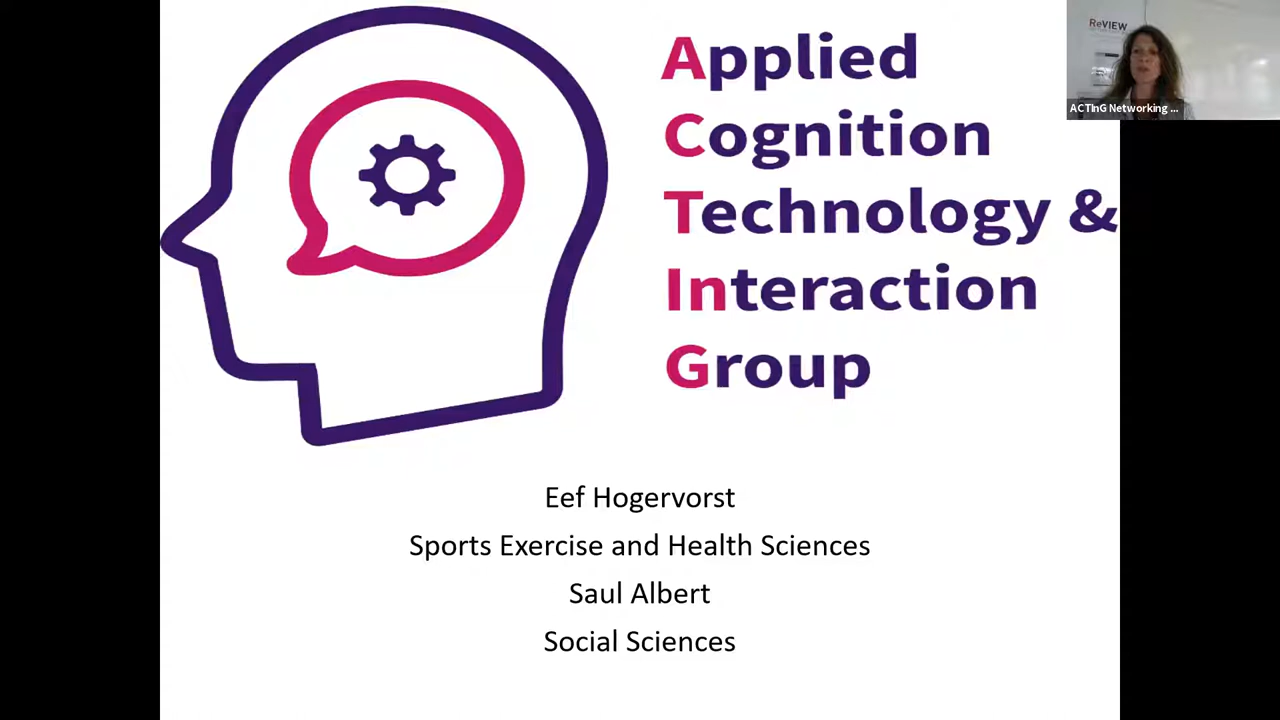 Applied
Cognition
Technology &
Interaction
Group
Eef Hogervorst
Sports Exercise and Health Sciences
Saul Albert
Social Sciences
ReVIEW
ACTInG Networking ...